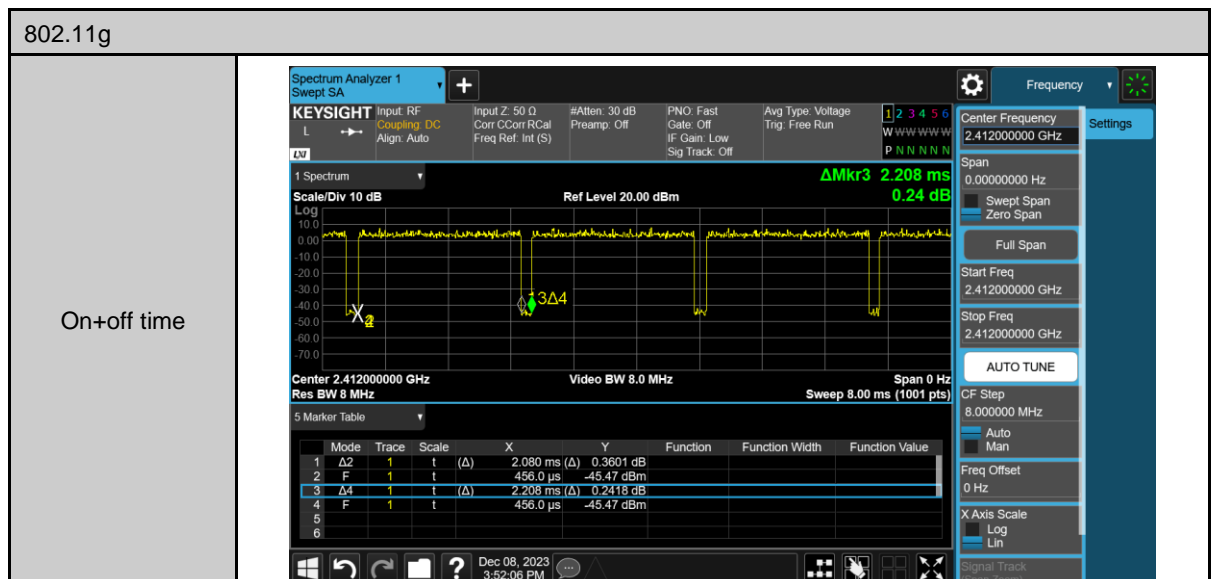 802.11g
On+off time
Spectrum Analyzer 1
Swept SA
Frequency
KEYSIGHT
L
LXI
Input: RF
Coupling: DC
Align: Auto
Input Z: 50 Ω
Corr CCorr RCal
Freq Ref: Int (S)
#Atten: 30 dB
Preamp: Off
PNO: Fast
Gate: Off
IF Gain: Low
Sig Track: Off
Avg Type: Voltage
Trig: Free Run
1 2 3 4 5 6
W W W W W W
P N N N N N
1 Spectrum
Scale/Div 10 dB
Ref Level 20.00 dBm
ΔMkr3 2.208 ms
0.24 dB
Log
10.0
0.00
-10.0
-20.0
-30.0
-40.0
-50.0
-60.0
-70.0
3Δ4
Center 2.412000000 GHz
Res BW 8 MHz
Video BW 8.0 MHz
Span 0 Hz
Sweep 8.00 ms (1001 pts)
5 Marker Table
Mode Trace Scale X Y Function Function Width Function Value
1 Δ2 1 t (Δ) 2.080 ms (Δ) 0.3601 dB
2 F 1 t 456.0 µs -45.47 dBm
3 Δ4 1 t (Δ) 2.208 ms (Δ) 0.2418 dB
4 F 1 t 456.0 µs -45.47 dBm
5
6
?
Dec 08, 2023
3:52:06 PM
Center Frequency
2.412000000 GHz
Settings
Span
0.00000000 Hz
Swept Span
Zero Span
Full Span
Start Freq
2.412000000 GHz
Stop Freq
2.412000000 GHz
AUTO TUNE
CF Step
8.000000 MHz
Auto
Man
Freq Offset
0 Hz
X Axis Scale
Log
Lin
Signal Track